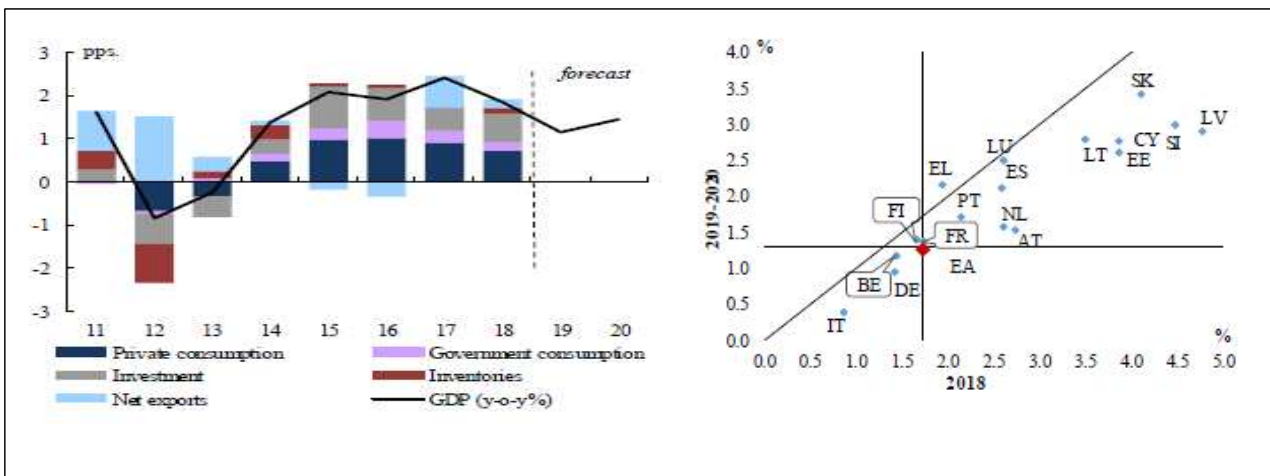 3
pps.
2
1
0
-1
-2
-3
forecast
11 12 13 14 15 16 17 18 19 20
Private consumption
Government consumption
Investment
Inventories
Net exports
GDP (y-o-y%)
4.0 %
3.5
3.0
2.5
2.0
1.5
1.0
0.5
0.0
2019-2020
SK
LV
CY
SI
LT
EE
LU
ES
EL
PT
FI
NL
FR
AT
EA
BE
DE
IT
%
0.0 0.5 1.0 1.5 2.0 2.5 3.0 3.5 4.0 4.5 5.0
2018